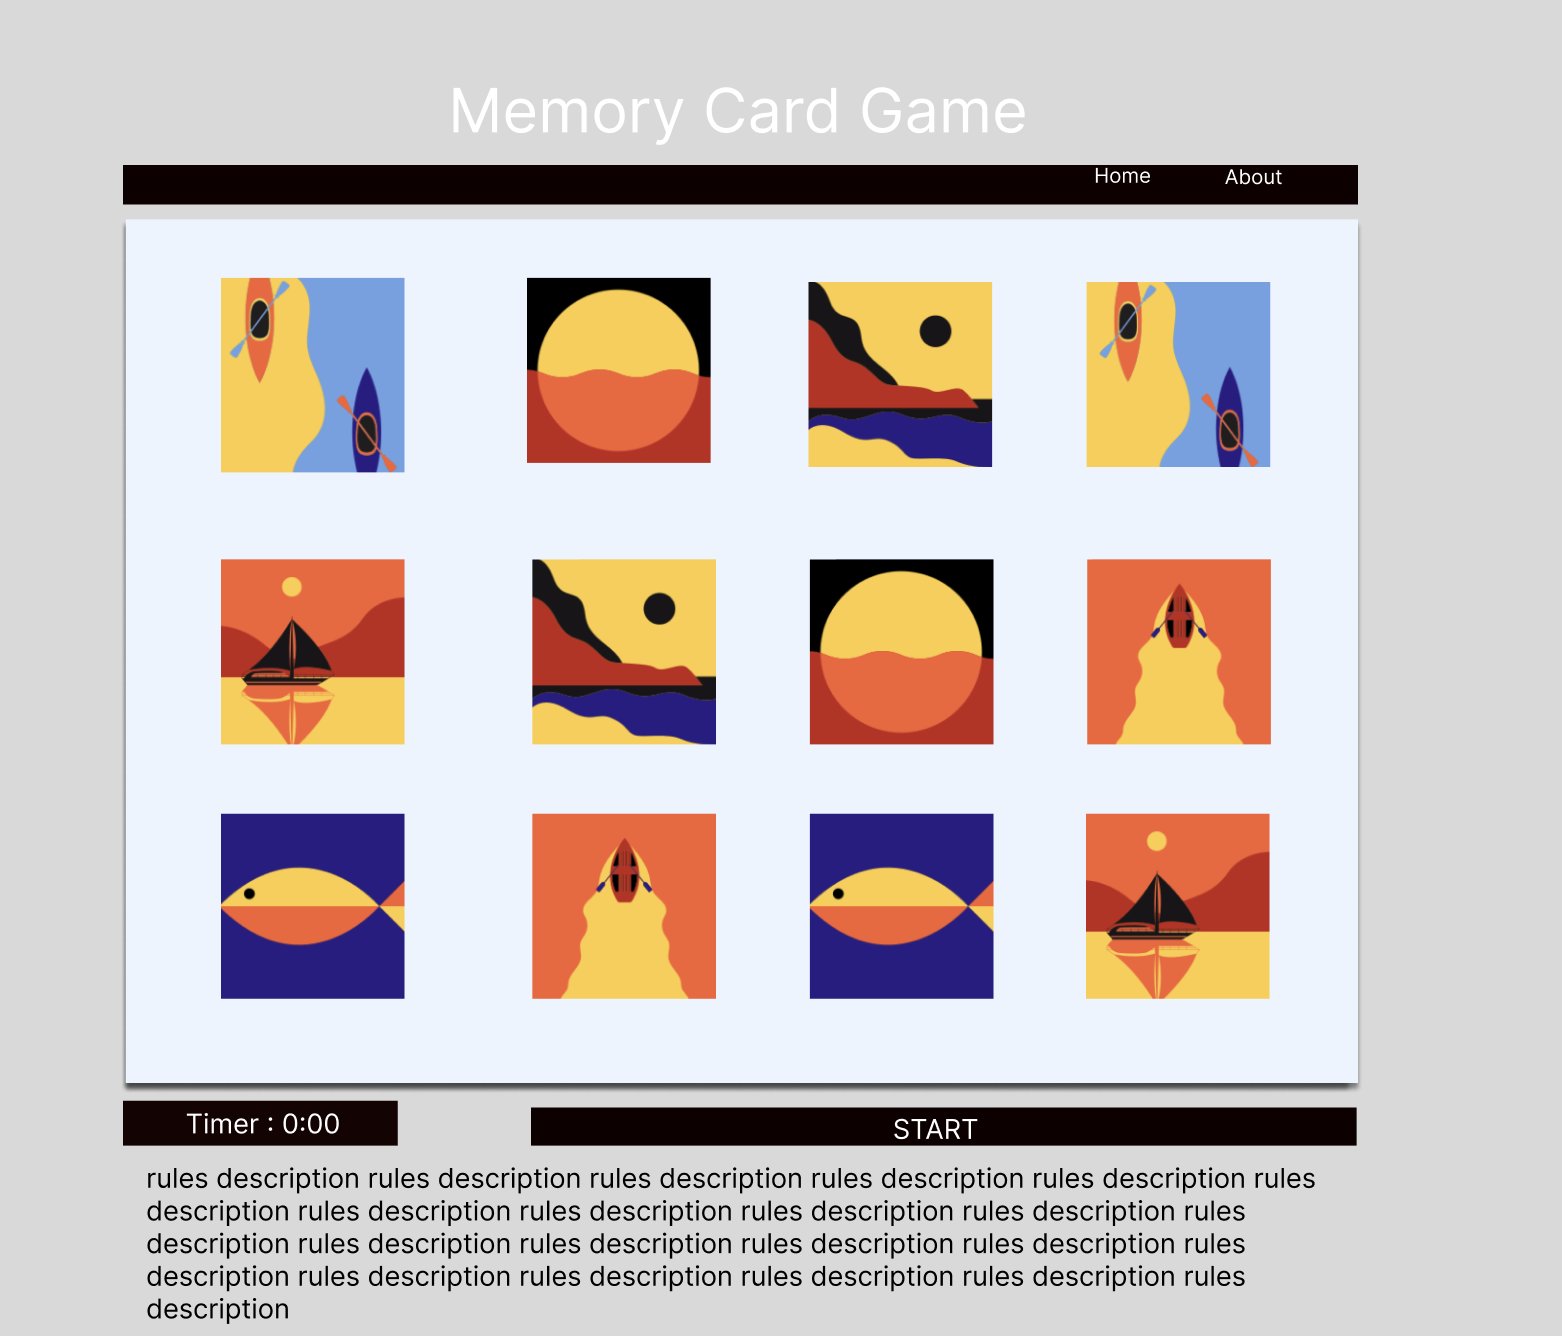 Memory Card Game
Home About
Timer : 0:00
START
rules description rules description rules description rules description rules description rules
description rules description rules description rules description rules description rules
description rules description rules description rules description rules description rules
description rules description rules description rules description rules description rules
description